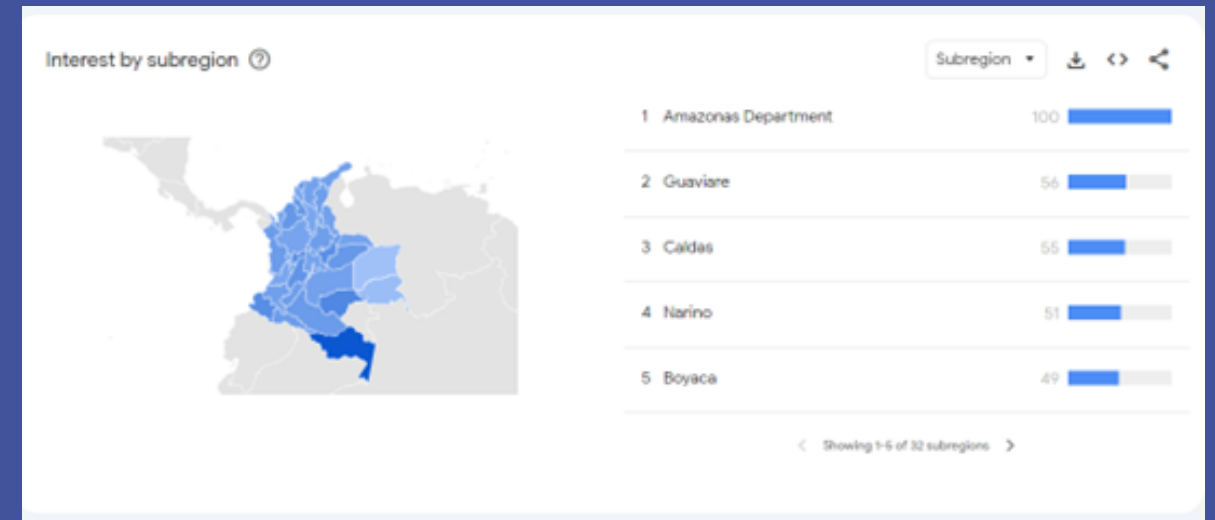 Interest by subregion
Subregion
1 Amazonas Department 100
2 Guaviare 56
3 Caldas 55
4 Narino 51
5 Boyaca 49
Showing 1-5 of 32 subregions